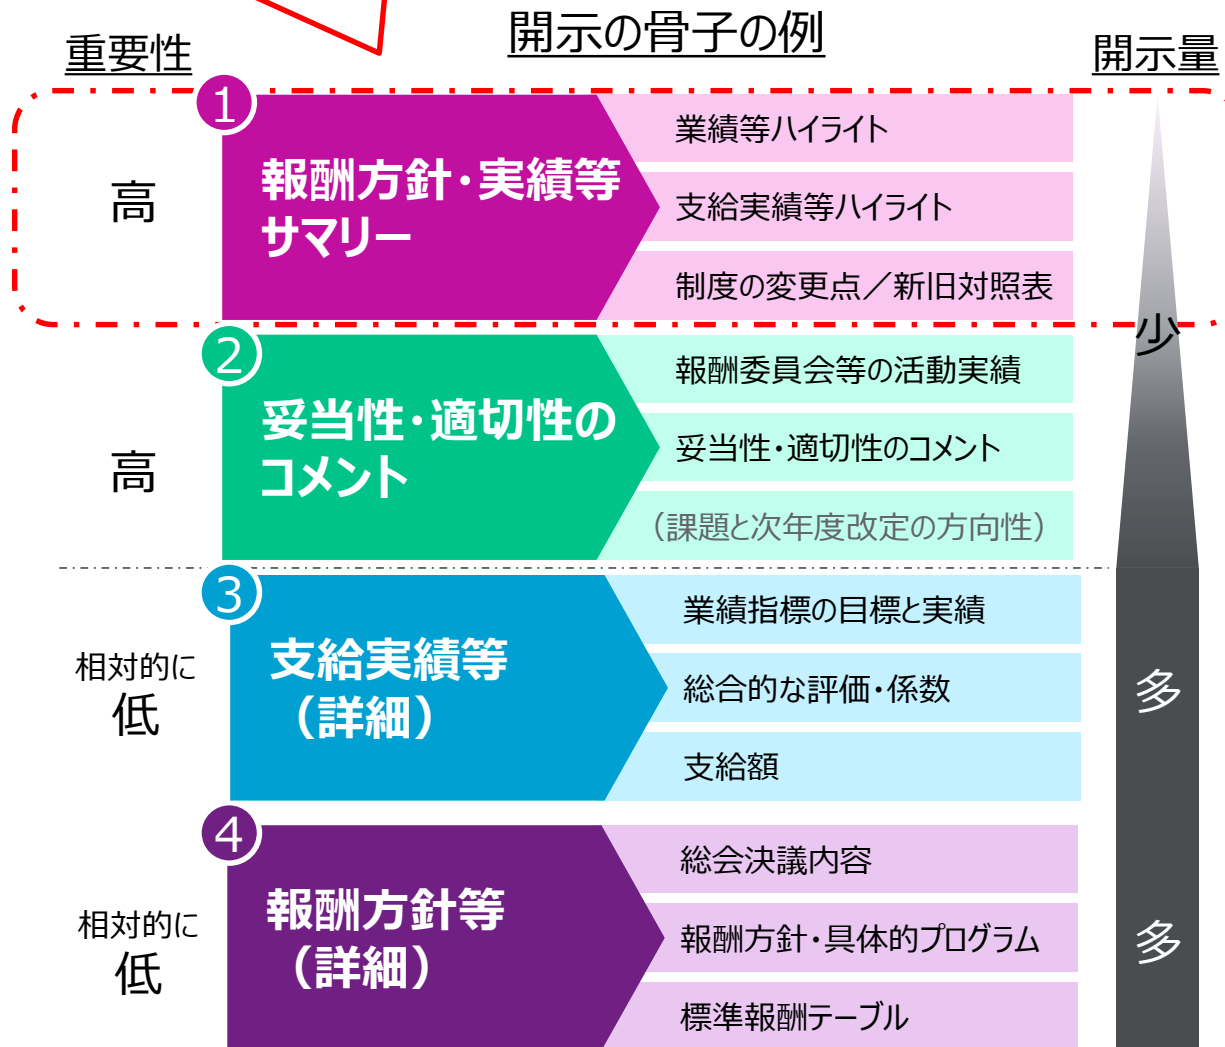 開示の骨子の例
重要性
開示量
1
高
報酬方針・実績等
サマリー
業績等ハイライト
支給実績等ハイライト
制度の変更点／新旧対照表
少
2
高
妥当性・適切性の
コメント
報酬委員会等の活動実績
妥当性・適切性のコメント
（課題と次年度改定の方向性）
3
相対的に
低
支給実績等
（詳細）
業績指標の目標と実績
総合的な評価・係数
支給額
多
4
相対的に
低
報酬方針等
（詳細）
総会決議内容
報酬方針・具体的プログラム
標準報酬テーブル
多